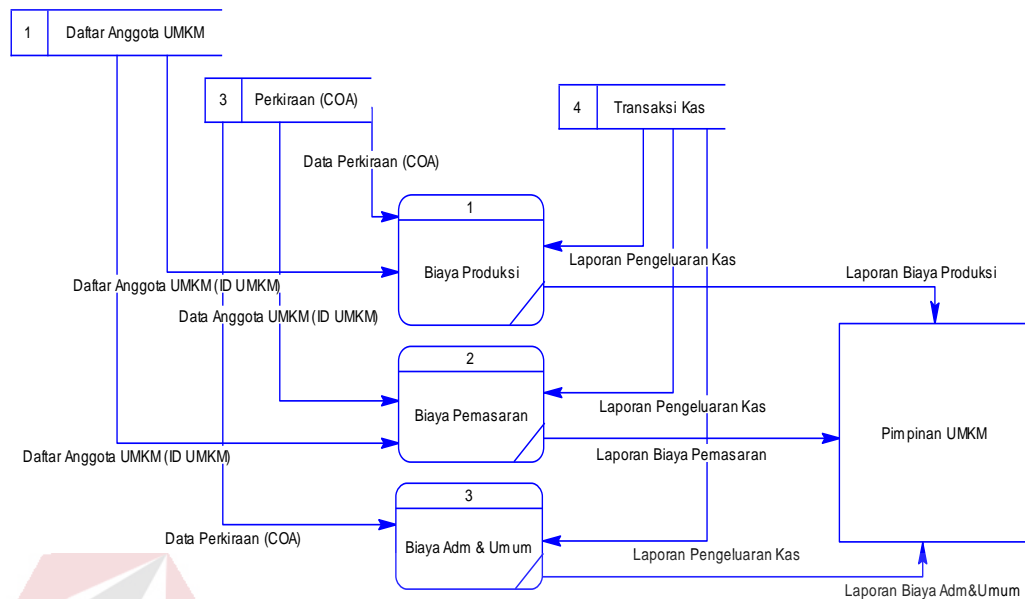 1 Daftar Anggota UMKM
3 Perkiraan (COA)
4 Transaksi Kas
Data Perkiraan (COA)
1
Biaya Produksi
Laporan Pengeluaran Kas
Laporan Biaya Produksi
Daftar Anggota UMKM (ID UMKM)
Data Anggota UMKM (ID UMKM)
2
Biaya Pemasaran
Laporan Pengeluaran Kas
Pimpinan UMKM
Daftar Anggota UMKM (ID UMKM)
Laporan Biaya Pemasaran
3
Biaya Adm & Umum
Data Perkiraan (COA)
Laporan Pengeluaran Kas
Laporan Biaya Adm&Umum